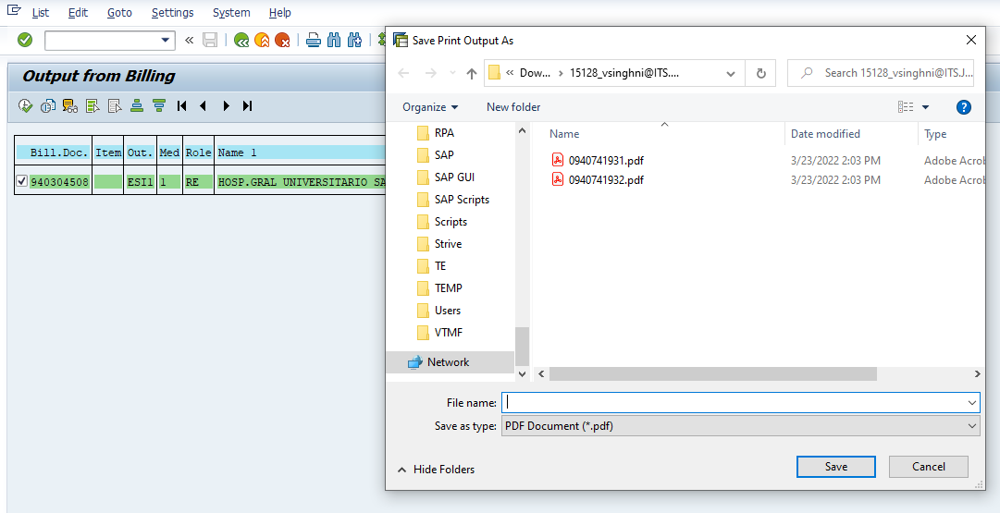 List Edit Goto Settings System Help
Output from Billing
Bill.Doc. Item Out. Med Role Name 1
940304508 ESI1 1 RE HOSP.GRAL UNIVERSITARIO SA
Save Print Output As
« Dow... › 15128_vsinghni@ITS.... Search 15128_vsinghni@ITS.J...
Organize New folder
RPA
SAP
SAP GUI
SAP Scripts
Scripts
Strive
TE
TEMP
Users
VTMF
Network
Name Date modified Type
0940741931.pdf 3/23/2022 2:03 PM Adobe Acrob
0940741932.pdf 3/23/2022 2:03 PM Adobe Acrob
File name:
Save as type: PDF Document (*.pdf)
Hide Folders Save Cancel